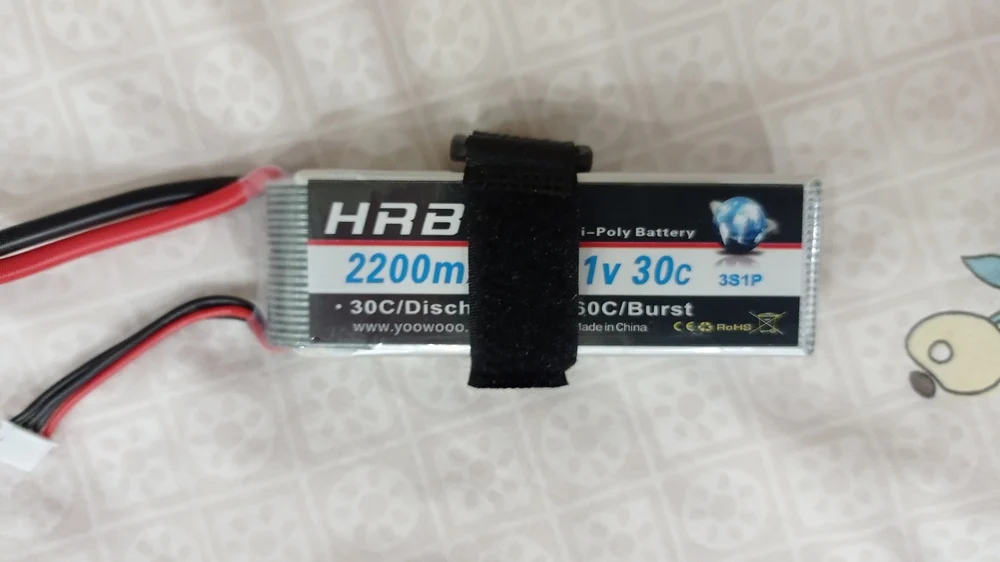 HRB i-Poly Battery
2200m 1v 30c 3S1P
• 30C/Disch 60C/Burst
www.yoowooo. Made in China CE RoHS